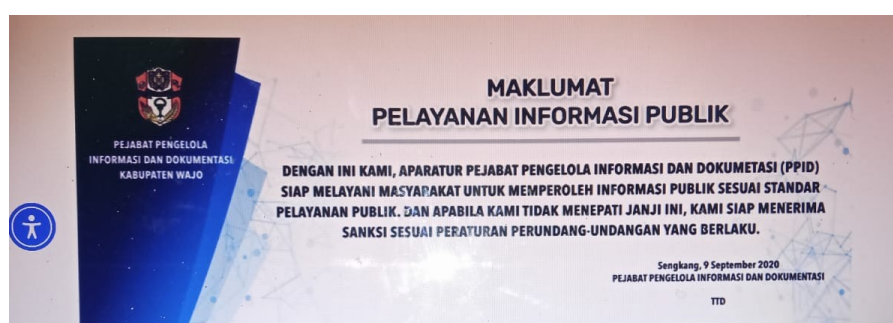 PEJABAT PENGELOLA
INFORMASI DAN DOKUMENTASI
KABUPATEN WAJO
MAKLUMAT
PELAYANAN INFORMASI PUBLIK
DENGAN INI KAMI, APARATUR PEJABAT PENGELOLA INFORMASI DAN DOKUMETASI (PPID)
SIAP MELAYANI MASYARAKAT UNTUK MEMPEROLEH INFORMASI PUBLIK SESUAI STANDAR
PELAYANAN PUBLIK. DAN APABILA KAMI TIDAK MENEPATI JANJI INI, KAMI SIAP MENERIMA
SANKSI SESUAI PERATURAN PERUNDANG-UNDANGAN YANG BERLAKU.
Sengkang, 9 September 2020
PEJABAT PENGELOLA INFORMASI DAN DOKUMENTASI
TTD